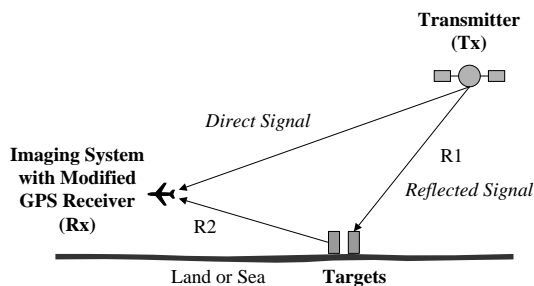 Transmitter
(Tx)
Direct Signal
R1
Imaging System
with Modified
GPS Receiver
(Rx)
Reflected Signal
R2
Land or Sea
Targets